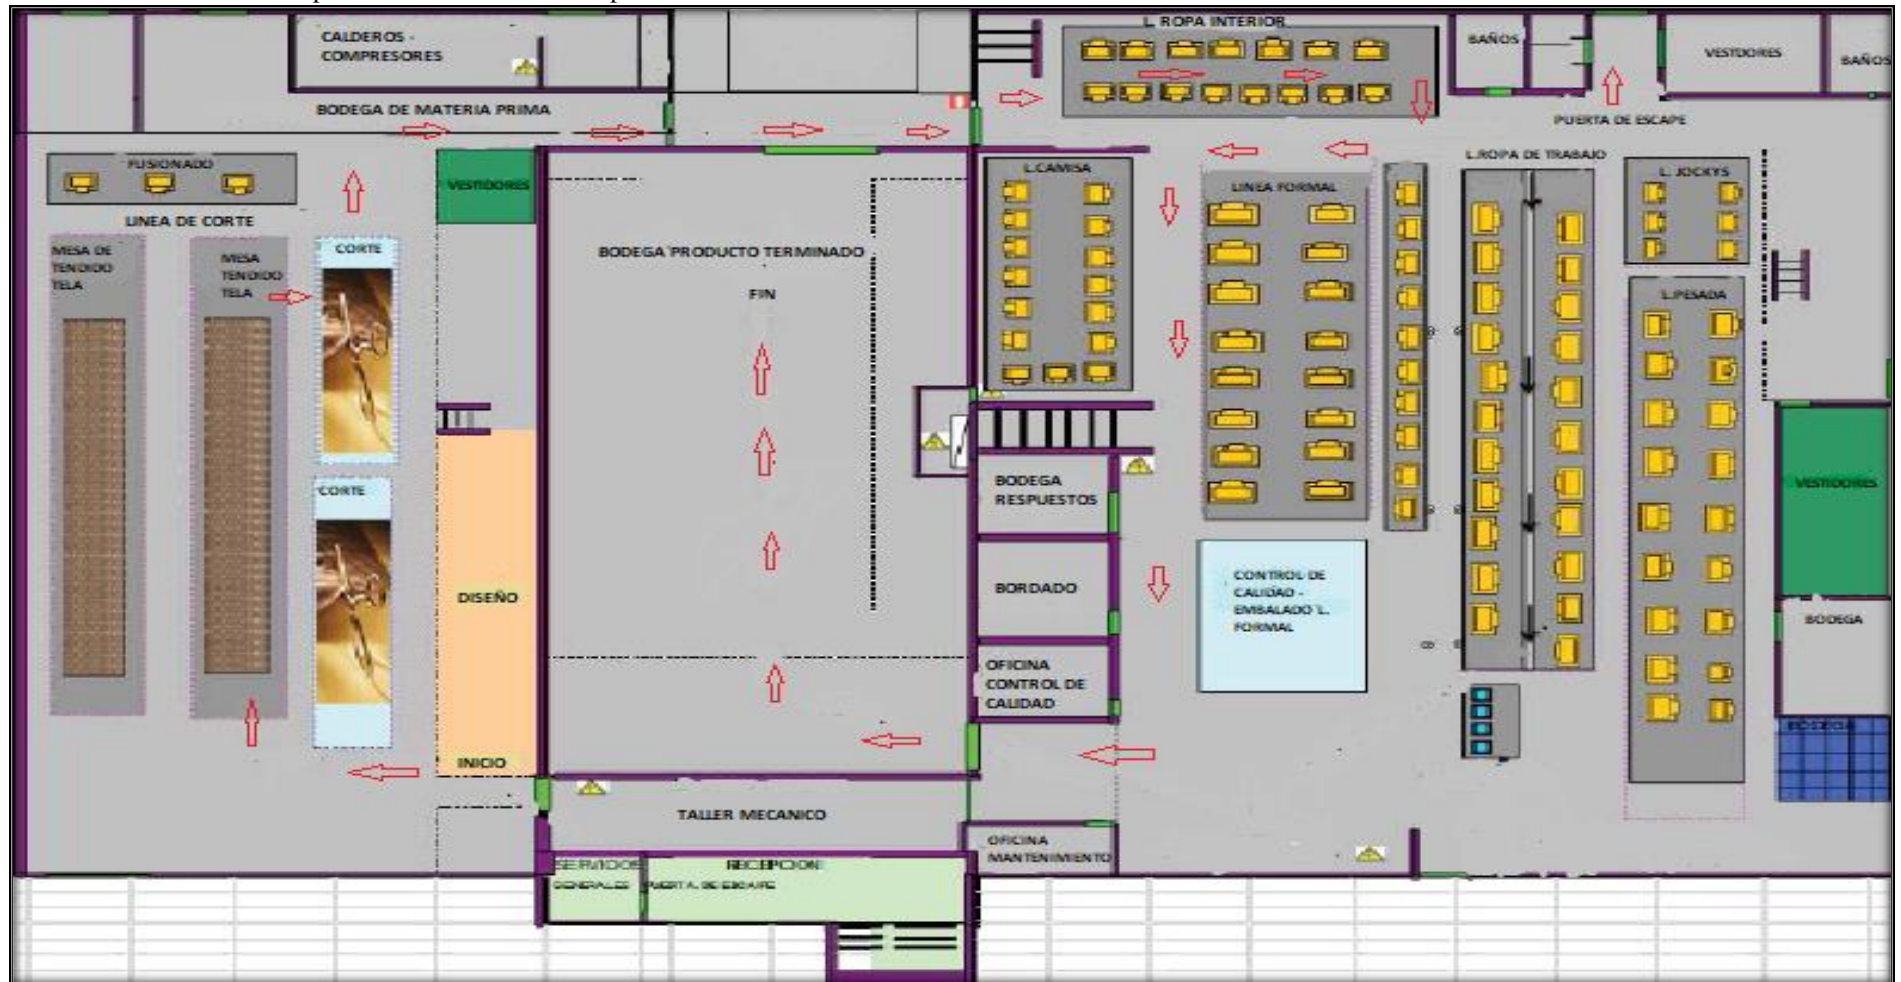 CALDEROS -
COMPRESORES
BODEGA DE MATERIA PRIMA
L. ROPA INTERIOR
BAÑOS
VESTIDORES
BAÑOS
PUERTA DE ESCAPE
FUSIONADO
LINEA DE CORTE
VESTIDORES
MESA DE
TENDIDO
TELA
MESA
TENDIDO
TELA
CORTE
CORTE
DISEÑO
INICIO
BODEGA PRODUCTO TERMINADO
FIN
L.CAMISA
LINEA FORMAL
L.ROPA DE TRABAJO
L. JOCKYS
L.PESADA
BODEGA
RESPUESTOS
BORDADO
OFICINA
CONTROL DE
CALIDAD
CONTROL DE
CALIDAD -
EMBALADO L.
FORMAL
VESTIDORES
BODEGA
BODEGA
TALLER MECANICO
OFICINA
MANTENIMIENTO
SERVICIOS
GENERALES
RECEPCION
PUERTA DE ESCAPE